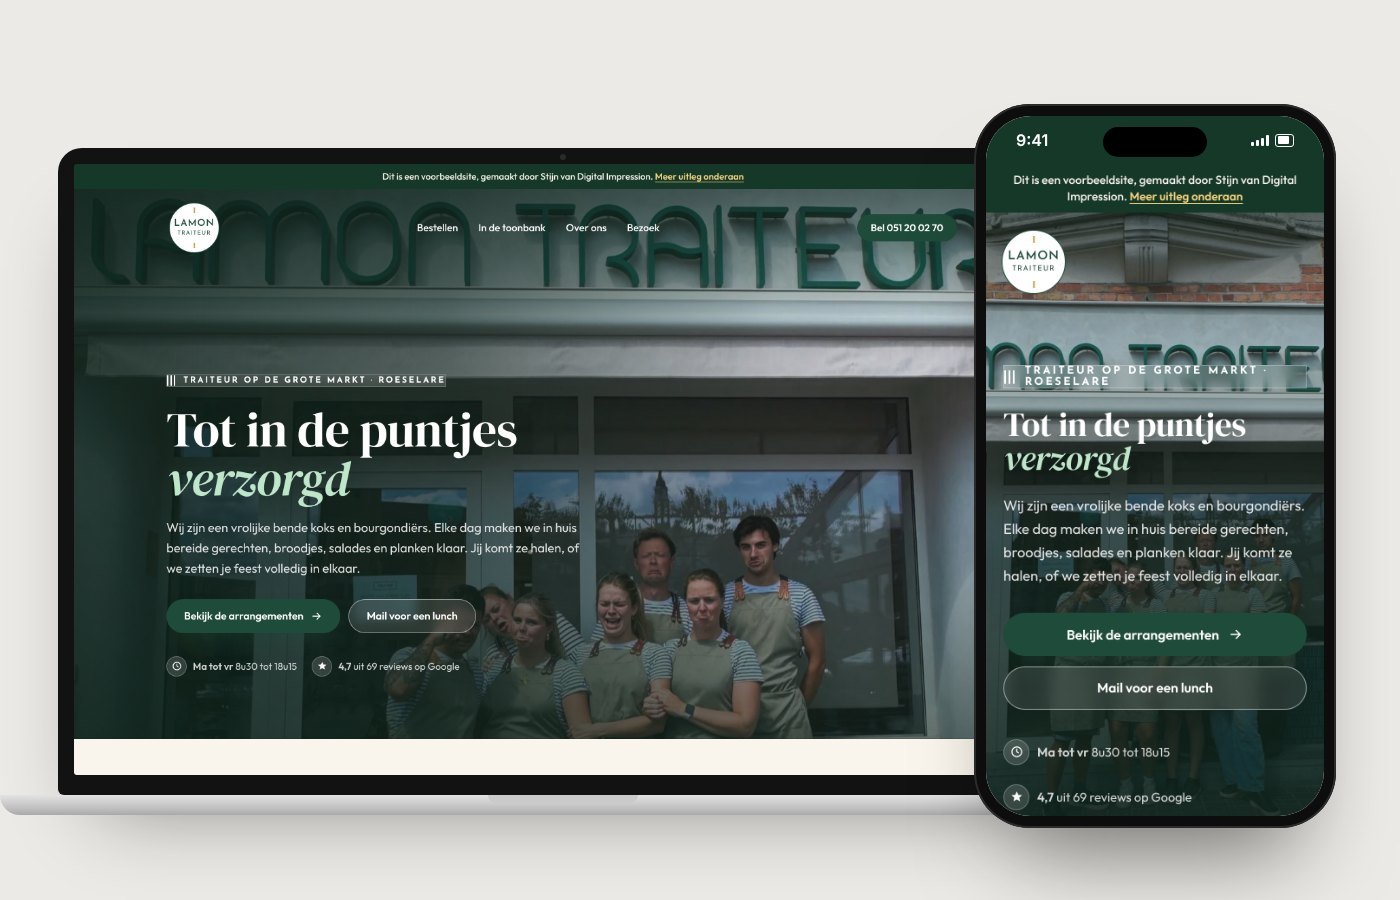 Dit is een voorbeeldsite, gemaakt door Stijn van Digital Impression. Meer uitleg onderaan
LAMON TRAITEUR
LAMON
TRAITEUR
Bestellen In de toonbank Over ons Bezoek
Bel 051 20 02 70
TRAITEUR OP DE GROTE MARKT · ROESELARE
Tot in de puntjes
verzorgd
Wij zijn een vrolijke bende koks en bourgondiërs. Elke dag maken we in huis
bereide gerechten, broodjes, salades en planken klaar. Jij komt ze halen, of
we zetten je feest volledig in elkaar.
Bekijk de arrangementen →
Mail voor een lunch
Ma tot vr 8u30 tot 18u15
4,7 uit 69 reviews op Google
9:41
Dit is een voorbeeldsite, gemaakt door Stijn van Digital
Impression. Meer uitleg onderaan
LAMON
TRAITEUR
TRAITEUR OP DE GROTE MARKT ·
ROESELARE
Tot in de puntjes
verzorgd
Wij zijn een vrolijke bende koks en bourgondiërs.
Elke dag maken we in huis bereide gerechten,
broodjes, salades en planken klaar. Jij komt ze
halen, of we zetten je feest volledig in elkaar.
Bekijk de arrangementen →
Mail voor een lunch
Ma tot vr 8u30 tot 18u15
4,7 uit 69 reviews op Google